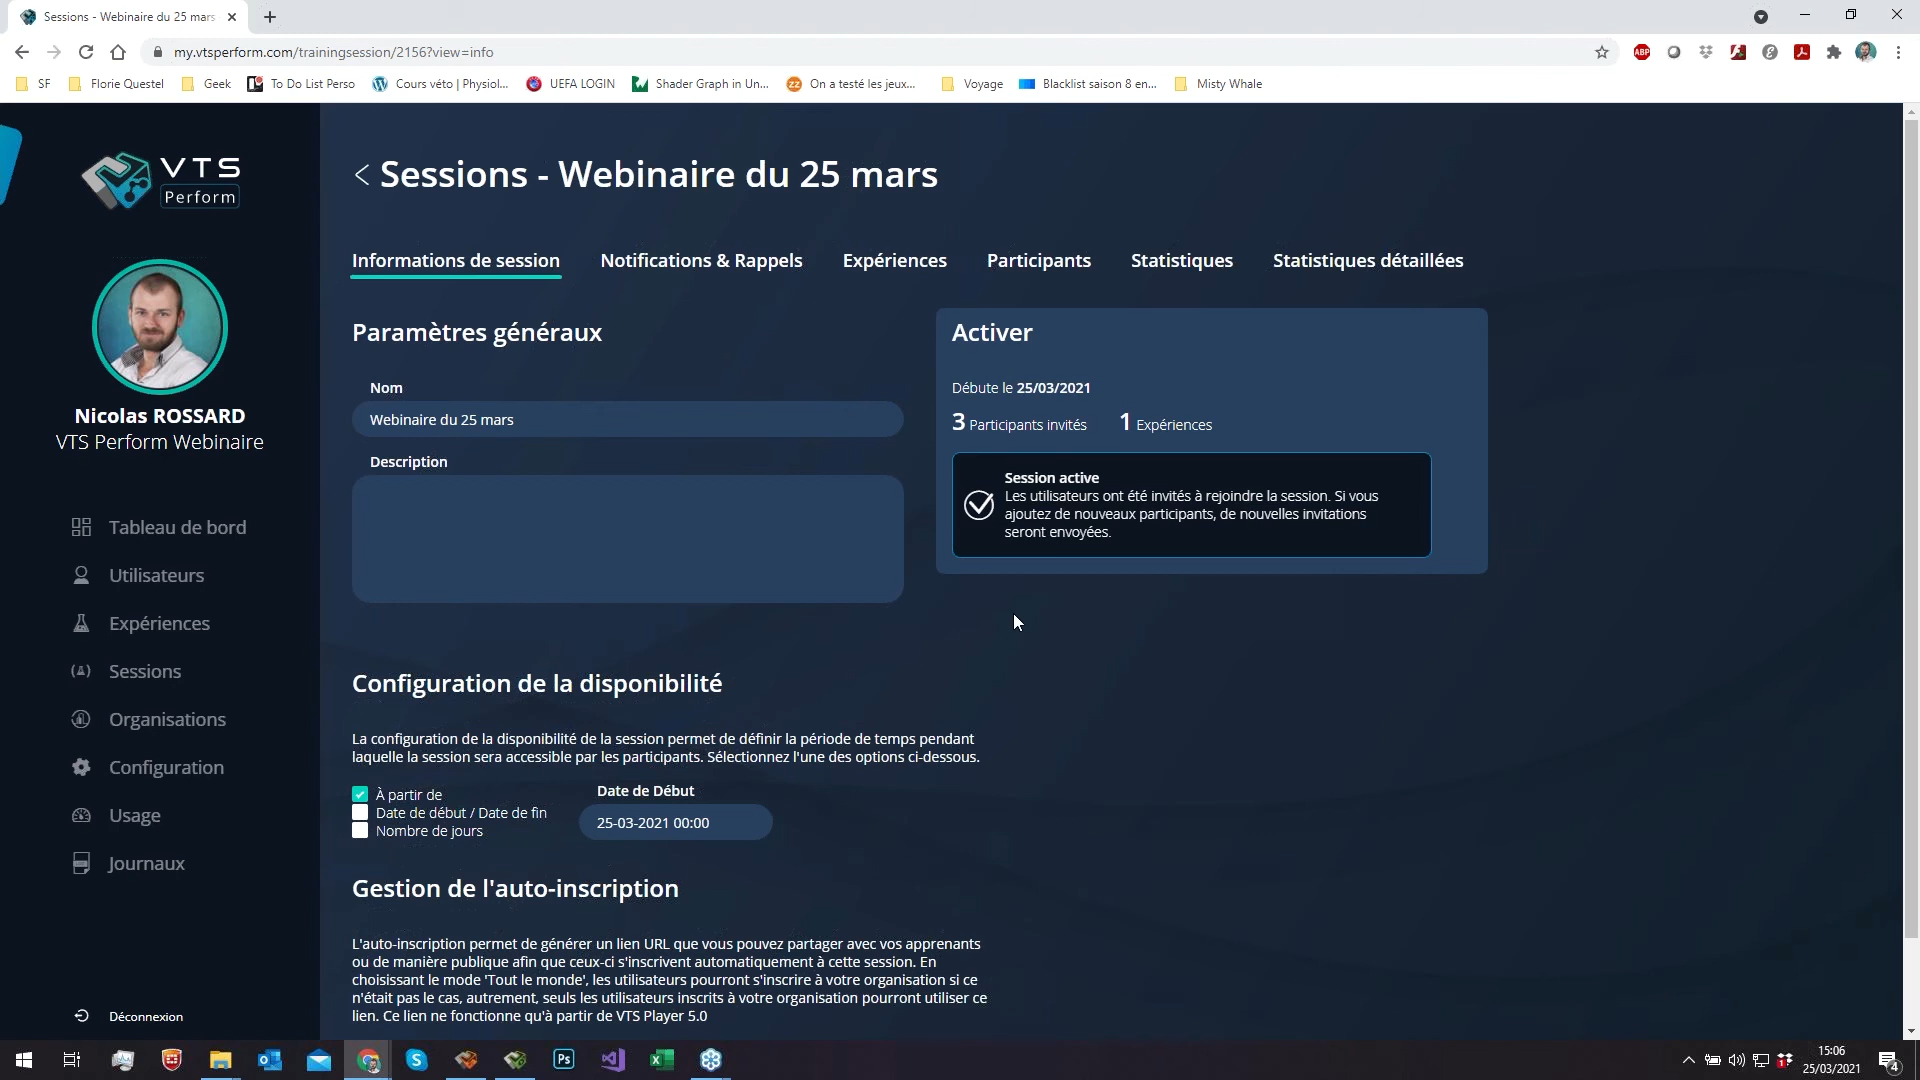 Sessions - Webinaire du 25 mars
my.vtsperform.com/trainingsession/2156?view=info
ABP
SF
Florie Questel
Geek
To Do List Perso
Cours véto | Physiol...
UEFA LOGIN
Shader Graph in Un...
On a testé les jeux...
Voyage
Blacklist saison 8 en...
Misty Whale
VTS
Perform
Nicolas ROSSARD
VTS Perform Webinaire
Tableau de bord
Utilisateurs
Expériences
Sessions
Organisations
Configuration
Usage
Journaux
Déconnexion
Sessions - Webinaire du 25 mars
Informations de session
Notifications & Rappels
Expériences
Participants
Statistiques
Statistiques détaillées
Paramètres généraux
Nom
Webinaire du 25 mars
Description
Activer
Débute le 25/03/2021
3 Participants invités
1 Expériences
Session active
Les utilisateurs ont été invités à rejoindre la session. Si vous
ajoutez de nouveaux participants, de nouvelles invitations
seront envoyées.
Configuration de la disponibilité
La configuration de la disponibilité de la session permet de définir la période de temps pendant
laquelle la session sera accessible par les participants. Sélectionnez l'une des options ci-dessous.
À partir de
Date de début / Date de fin
Nombre de jours
Date de Début
25-03-2021 00:00
Gestion de l'auto-inscription
L'auto-inscription permet de générer un lien URL que vous pouvez partager avec vos apprenants
ou de manière publique afin que ceux-ci s'inscrivent automatiquement à cette session. En
choisissant le mode 'Tout le monde', les utilisateurs pourront s'inscrire à votre organisation si ce
n'était pas le cas, autrement, seuls les utilisateurs inscrits à votre organisation pourront utiliser ce
lien. Ce lien ne fonctionne qu'à partir de VTS Player 5.0
Ps
15:06
25/03/2021
4